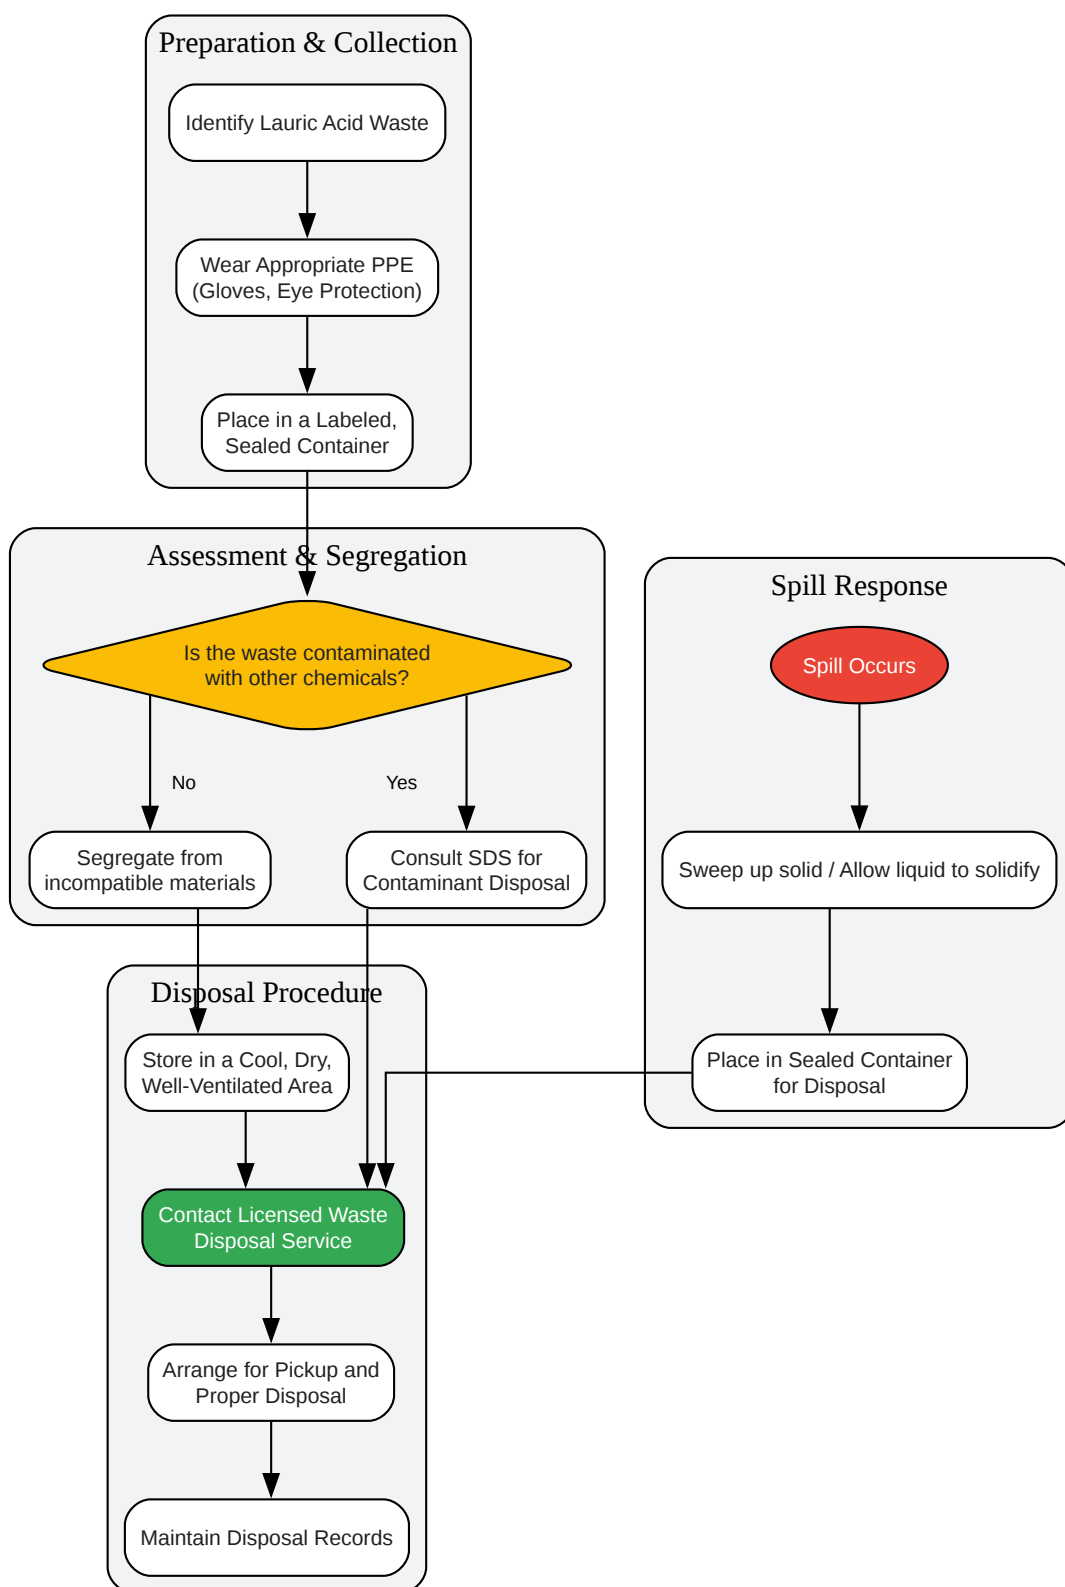 Preparation & Collection
Identify Lauric Acid Waste
Wear Appropriate PPE
(Gloves, Eye Protection)
Place in a Labeled,
Sealed Container
Assessment & Segregation
Is the waste contaminated
with other chemicals?
No
Yes
Segregate from
incompatible materials
Consult SDS for
Contaminant Disposal
Spill Response
Spill Occurs
Sweep up solid / Allow liquid to solidify
Place in Sealed Container
for Disposal
Disposal Procedure
Store in a Cool, Dry,
Well-Ventilated Area
Contact Licensed Waste
Disposal Service
Arrange for Pickup and
Proper Disposal
Maintain Disposal Records